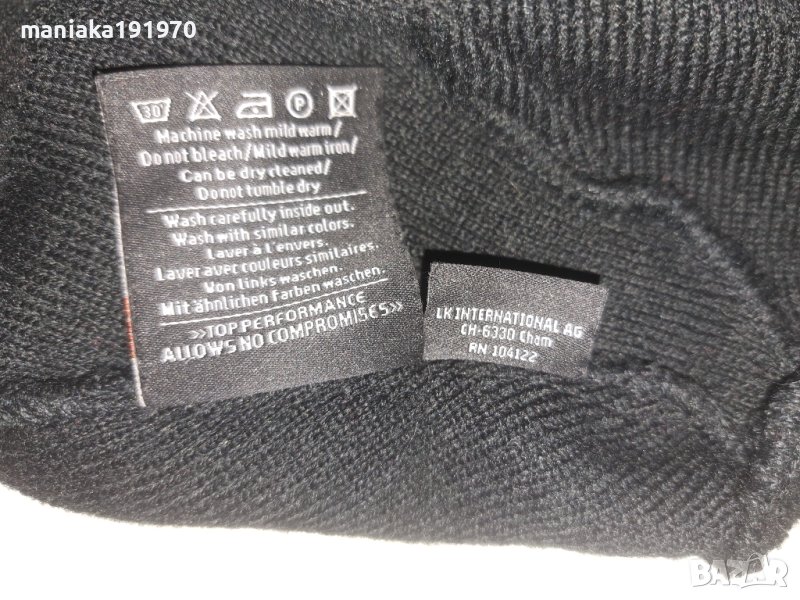 maniaka191970
30
P
Machine wash mild warm/
Do not bleach/Mild warm iron/
Can be dry cleaned/
Do not tumble dry
Wash carefully inside out.
Wash with similar colors.
Laver à l'envers.
Laver avec couleurs similaires.
Von links waschen.
Mit ähnlichen Farben waschen.
»TOP PERFORMANCE
ALLOWS NO COMPROMISES»
LK INTERNATIONAL AG
CH-6330 Cham
RN 104122
BAZAR